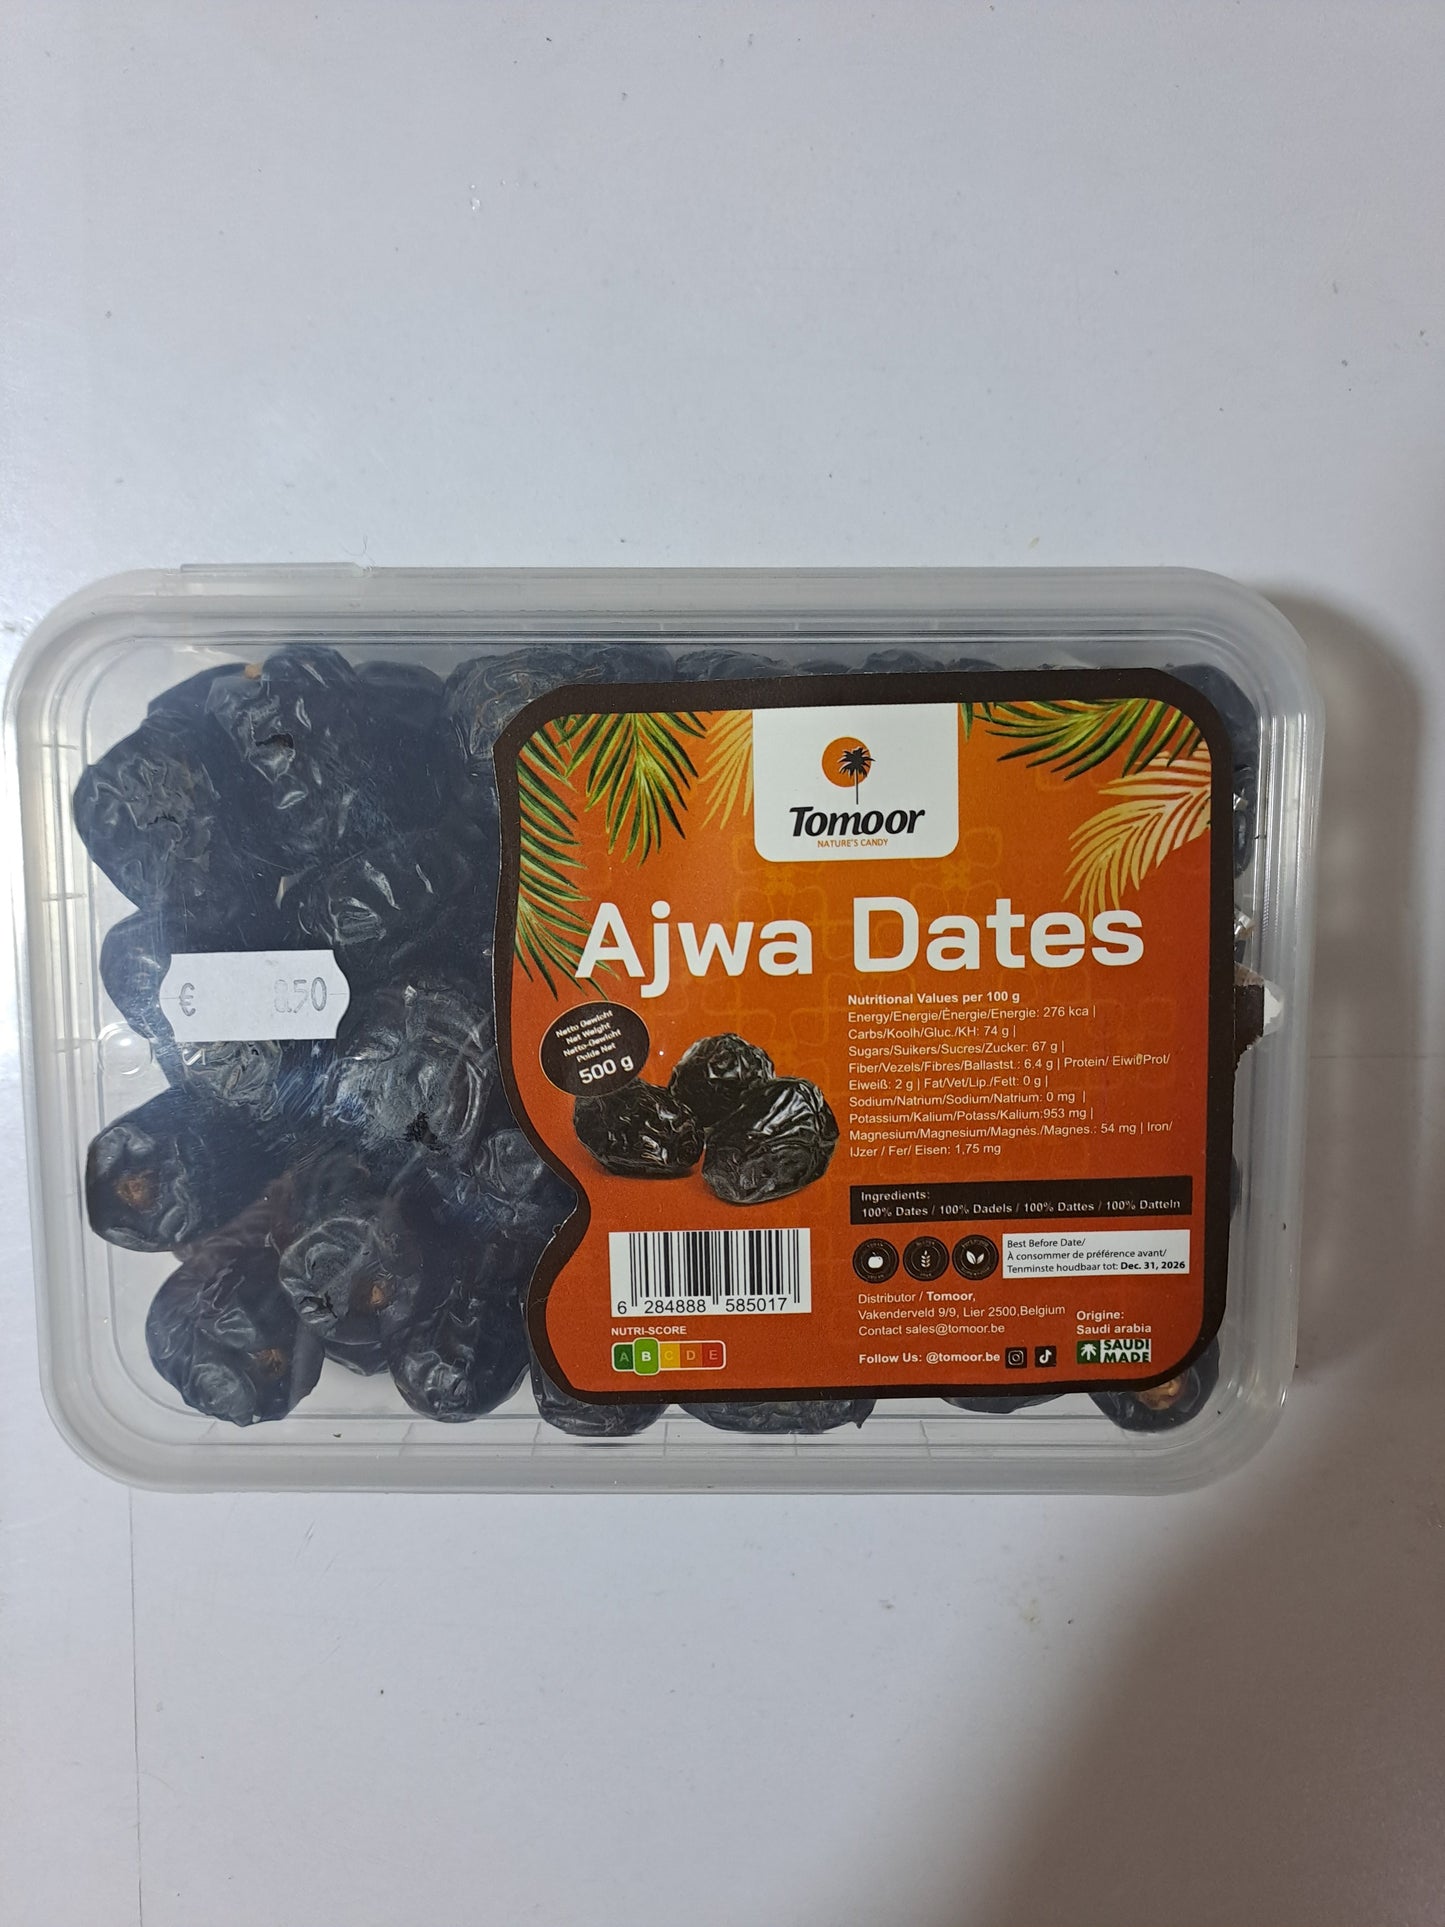 Tomoor
NATURE'S CANDY
Ajwa Dates
€ 8.50
Netto Gewicht
Net Weight
Netto-Gewicht
Poids Net
500 g
Nutritional Values per 100 g
Energy/Energie/Ènergie/Energie: 276 kca |
Carbs/Koolh/Gluc./KH: 74 g |
Sugars/Suikers/Sucres/Zucker: 67 g |
Fiber/Vezels/Fibres/Ballastst.: 6.4 g | Protein/ Eiwit/Prot/
Eiweiß: 2 g | Fat/Vet/Lip./Fett: 0 g |
Sodium/Natrium/Sodium/Natrium: 0 mg |
Potassium/Kalium/Potass/Kalium:953 mg |
Magnesium/Magnesium/Magnés./Magnes.: 54 mg | Iron/
IJzer / Fer/ Eisen: 1,75 mg
Ingredients:
100% Dates / 100% Dadels / 100% Dattes / 100% Datteln
Best Before Date/
À consommer de préférence avant/
Tenminste houdbaar tot: Dec. 31, 2026
6 284888 585017
NUTRI-SCORE
A B C D E
Distributor / Tomoor,
Vakenderveld 9/9, Lier 2500,Belgium
Contact sales@tomoor.be
Follow Us: @tomoor.be
Origine:
Saudi arabia
SAUDI
MADE